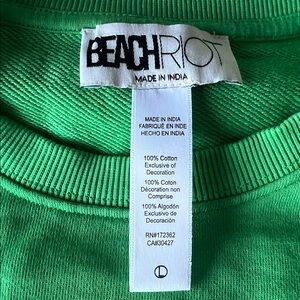 BEACHRIOT
MADE IN INDIA
MADE IN INDIA
FABRIQUÉ EN INDE
HECHO EN INDIA
100% Cotton
Exclusive of
Decoration
100% Coton
Décoration non
Comprise
100% Algodón
Exclusivo de
Decoración
RN#172362
CA#30427
L